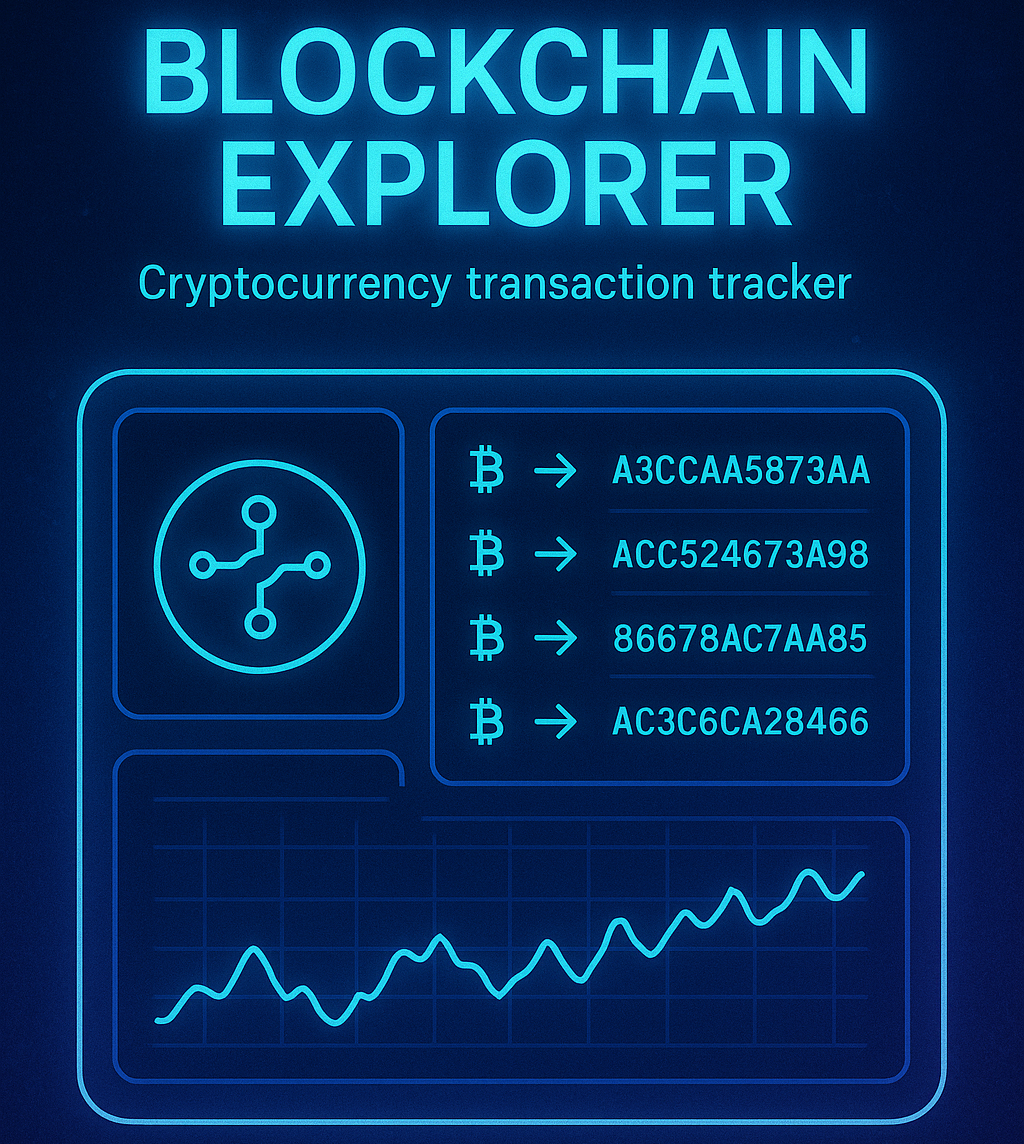 BLOCKCHAIN
EXPLORER
Cryptocurrency transaction tracker
₿ → A3CCAA5873AA
₿ → ACC524673A98
₿ → 86678AC7AA85
₿ → AC3C6CA28466